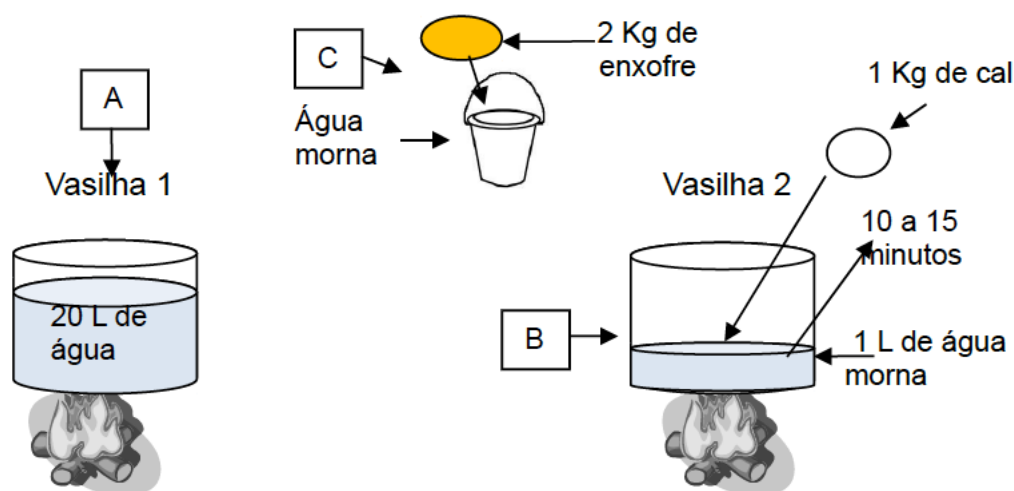 A
Vasilha 1
20 L de
água
C
2 Kg de
enxofre
Água
morna
1 Kg de cal
Vasilha 2
10 a 15
minutos
B
1 L de água
morna